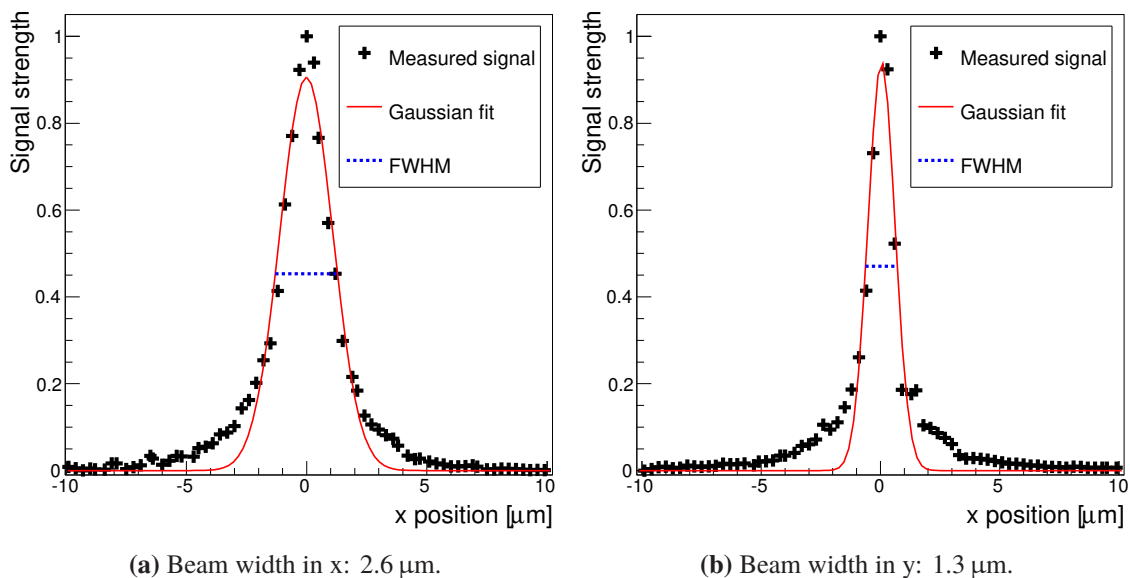 Signal strength
1
0.8
0.6
0.4
0.2
0
-10
-5
0
5
10
x position [μm]
Measured signal
Gaussian fit
FWHM
(a) Beam width in x: 2.6 μm.
Signal strength
1
0.8
0.6
0.4
0.2
0
-10
-5
0
5
10
x position [μm]
Measured signal
Gaussian fit
FWHM
(b) Beam width in y: 1.3 μm.